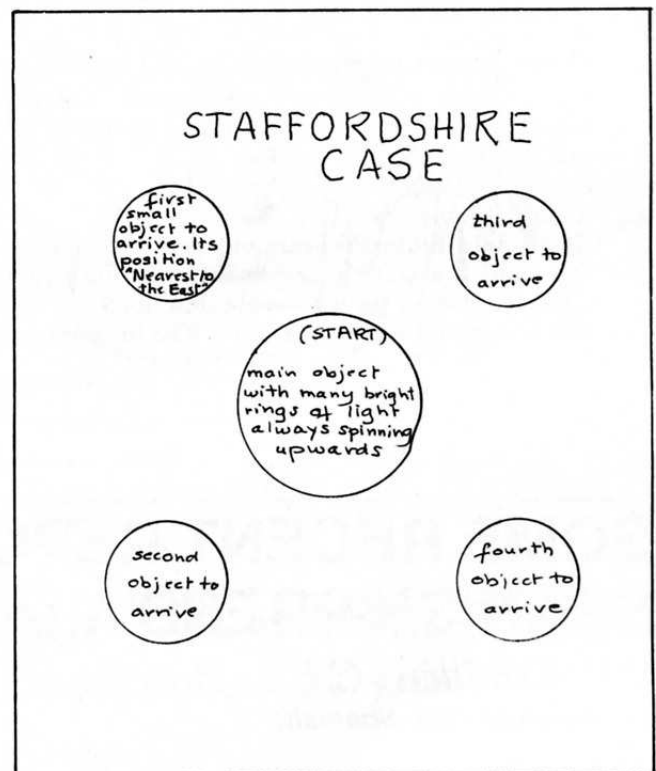 STAFFORDSHIRE
CASE
first
small
object to
arrive. Its
position
"Nearest to
the East"
third
object to
arrive
(START)
main object
with many bright
rings of light
always spinning
upwards
second
object to
arrive
fourth
object to
arrive